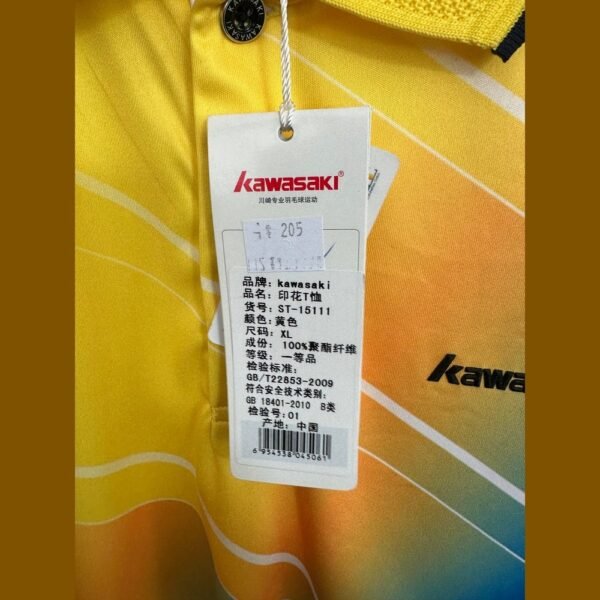 KAWASAKI
Kawasaki®
川崎专业羽毛球运动
205
品牌: kawasaki
品名: 印花T恤
货号: ST-15111
颜色: 黄色
尺码: XL
成份: 100%聚酯纤维
等级: 一等品
检验标准:
GB/T22853-2009
符合安全技术类别:
GB 18401-2010 B类
检验号: 01
产地: 中国
6934338045061
Kawas